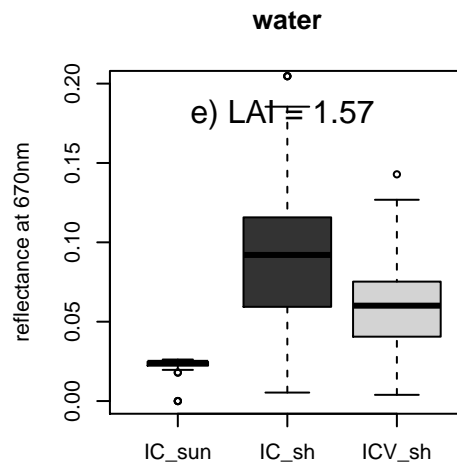 water
e) LAI = 1.57
reflectance at 670nm
0.20
0.15
0.10
0.05
0.00
IC_sun IC_sh ICV_sh